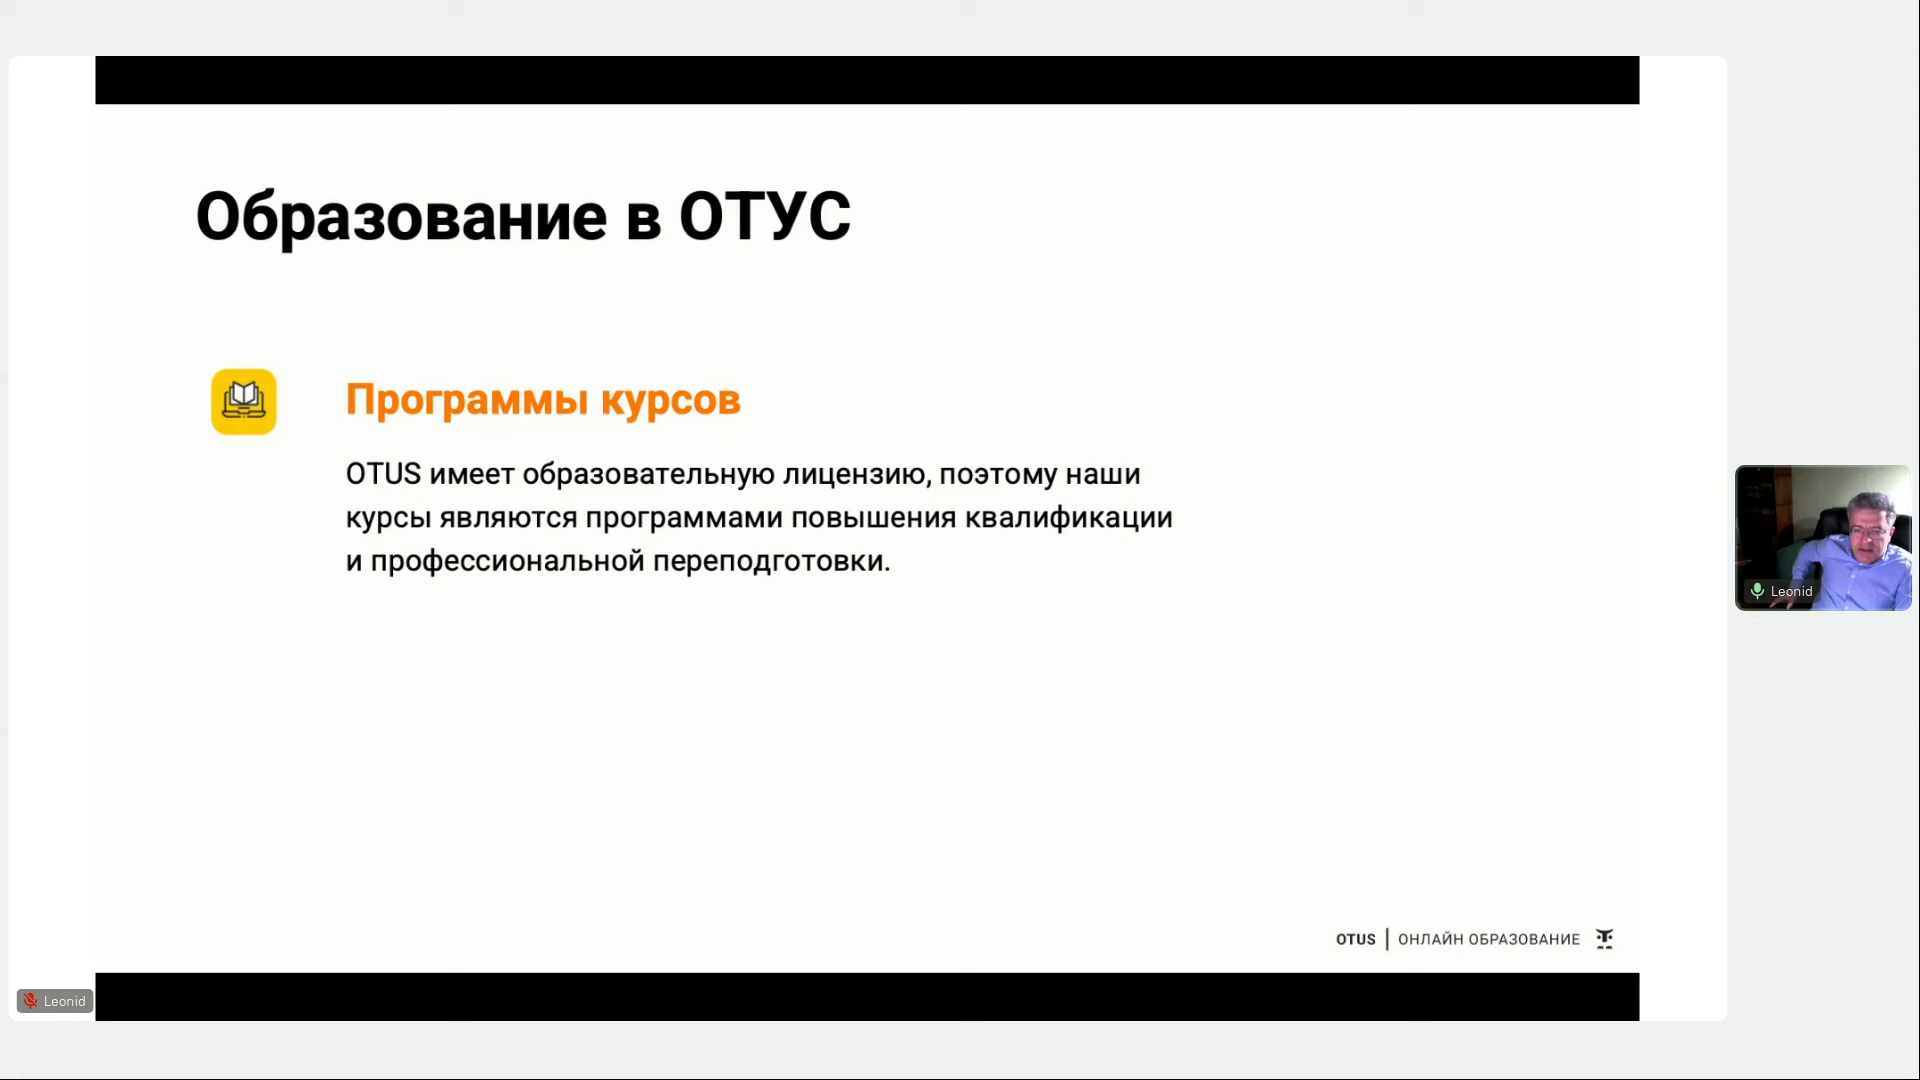 Образование в ОТУС
Программы курсов
OTUS имеет образовательную лицензию, поэтому наши
курсы являются программами повышения квалификации
и профессиональной переподготовки.
OTUS | ОНЛАЙН ОБРАЗОВАНИЕ
Leonid
Leonid